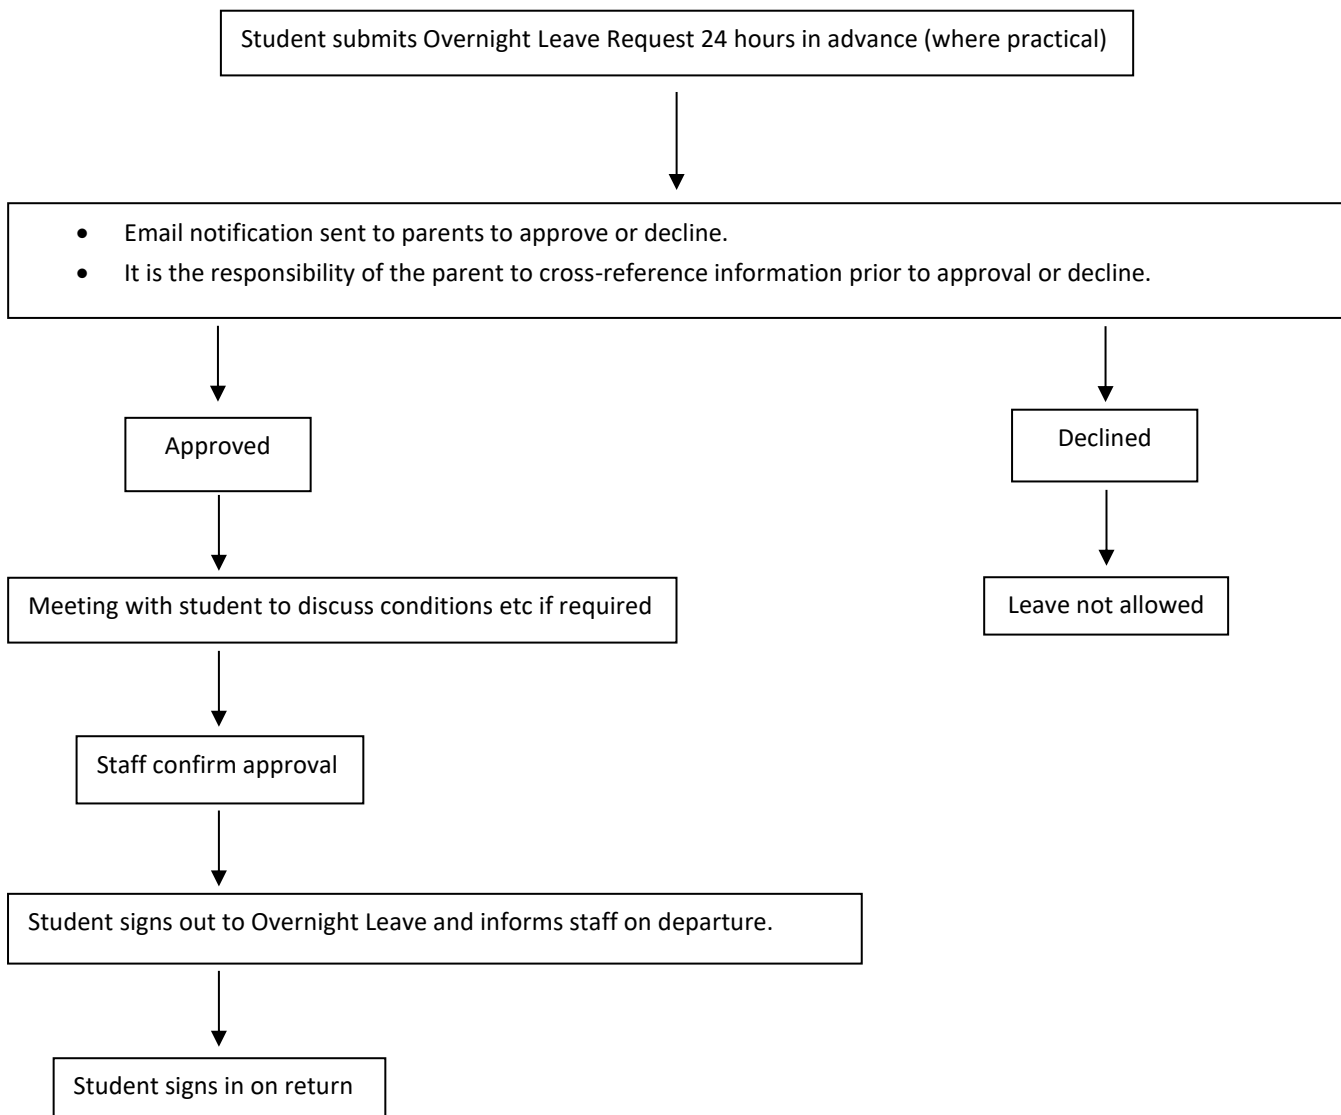 Student submits Overnight Leave Request 24 hours in advance (where practical)
• Email notification sent to parents to approve or decline.
• It is the responsibility of the parent to cross-reference information prior to approval or decline.
Approved
Declined
Meeting with student to discuss conditions etc if required
Leave not allowed
Staff confirm approval
Student signs out to Overnight Leave and informs staff on departure.
Student signs in on return